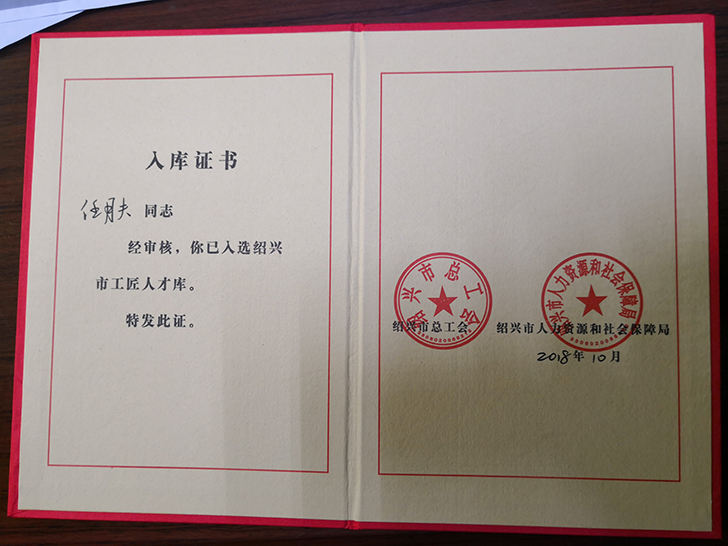 入库证书
任月夫 同志
经审核，你已入选绍兴
市工匠人才库。
特发此证。
绍兴市总工会
绍兴市总工会
绍兴市人力资源和社会保障局
绍兴市人力资源和社会保障局
2018年10月